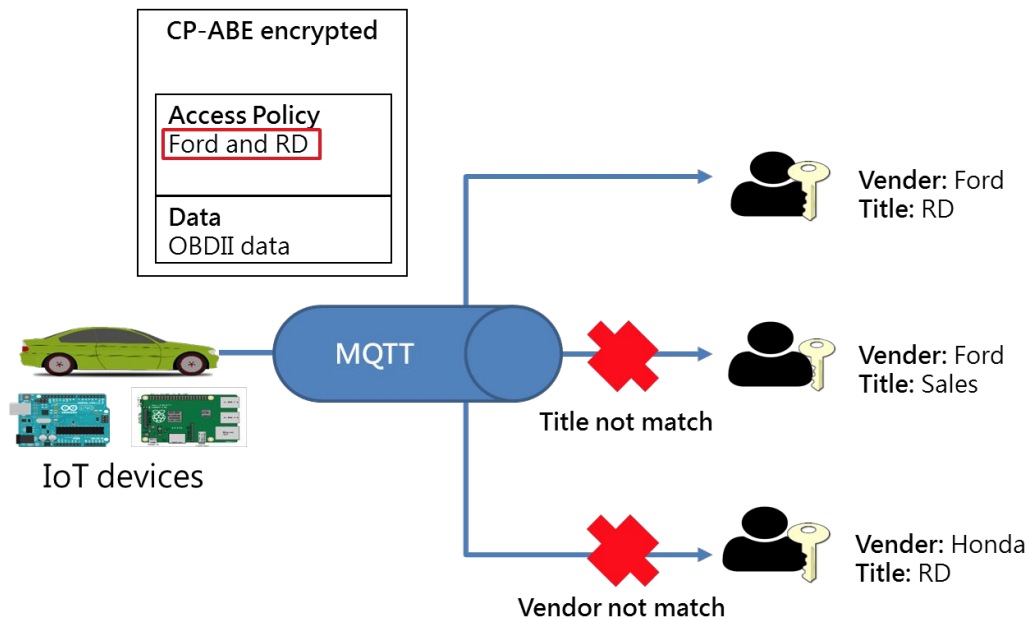 CP-ABE encrypted
Access Policy
Ford and RD
Data
OBDII data
Vender: Ford
Title: RD
MQTT
Vender: Ford
Title: Sales
Title not match
IoT devices
Vender: Honda
Title: RD
Vendor not match